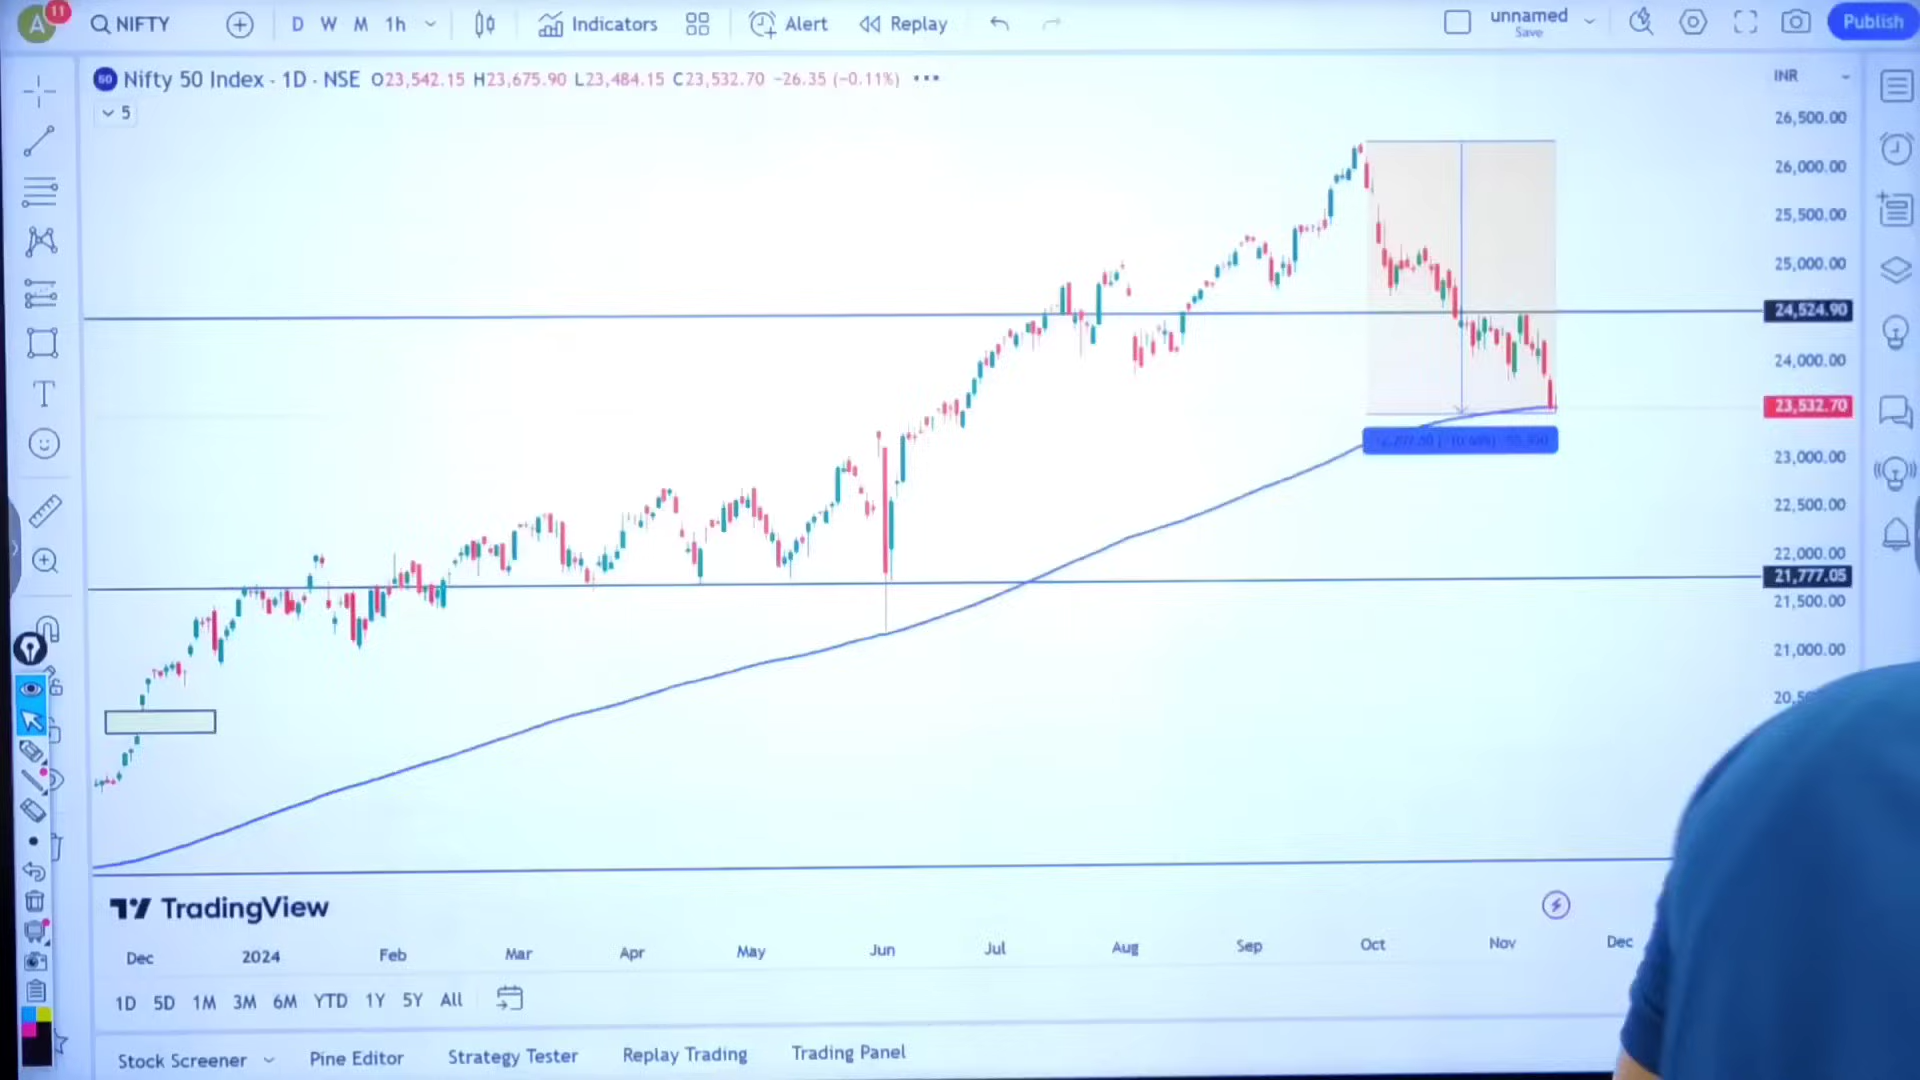 A 11 NIFTY D W M 1h Indicators Alert Replay unnamed Save Publish
50 Nifty 50 Index · 1D · NSE O23,542.15 H23,675.90 L23,484.15 C23,532.70 −26.35 (−0.11%) •••
5
INR
26,500.00
26,000.00
25,500.00
25,000.00
24,524.90
24,000.00
23,532.70
23,000.00
22,500.00
22,000.00
21,777.05
21,500.00
21,000.00
TradingView
Dec 2024 Feb Mar Apr May Jun Jul Aug Sep Oct Nov Dec
1D 5D 1M 3M 6M YTD 1Y 5Y All
Stock Screener Pine Editor Strategy Tester Replay Trading Trading Panel